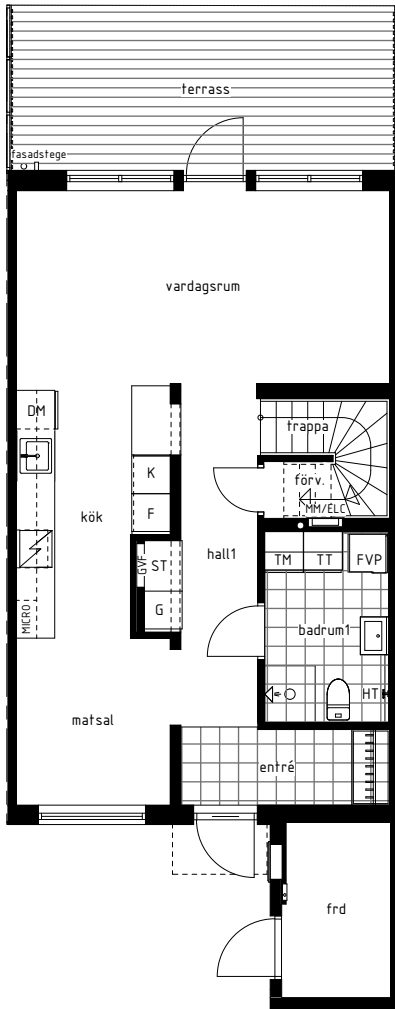 terrass
fasadstege
vardagsrum
DM
trappa
K
förv.
F
kök
MM/ELC
hall1
GVF
ST
TM
TT
FVP
G
MICRO
badrum1
HT
matsal
entré
frd